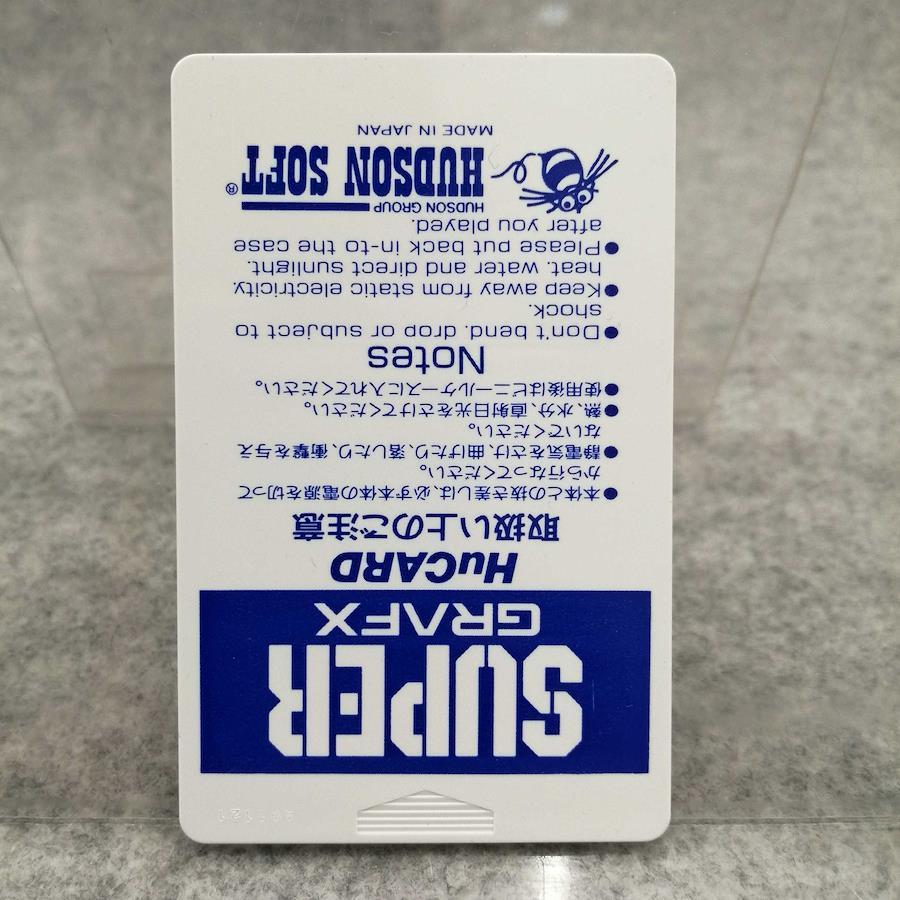 SUPER
GRAFX
HuCARD
取扱い上のご注意
●本体との抜き差しは、必ず本体の電源を切って
から行なってください。
●静電気をさけ、曲げたり、落したり、衝撃を与え
ないでください。
●熱、水分、直射日光をさけてください。
●使用後はビニールケースに入れてください。
Notes
●Don't bend, drop or subject to
shock.
●Keep away from static electricity,
heat, water and direct sunlight.
●Please put back in-to the case
after you played.
HUDSON GROUP
HUDSON SOFT®
MADE IN JAPAN